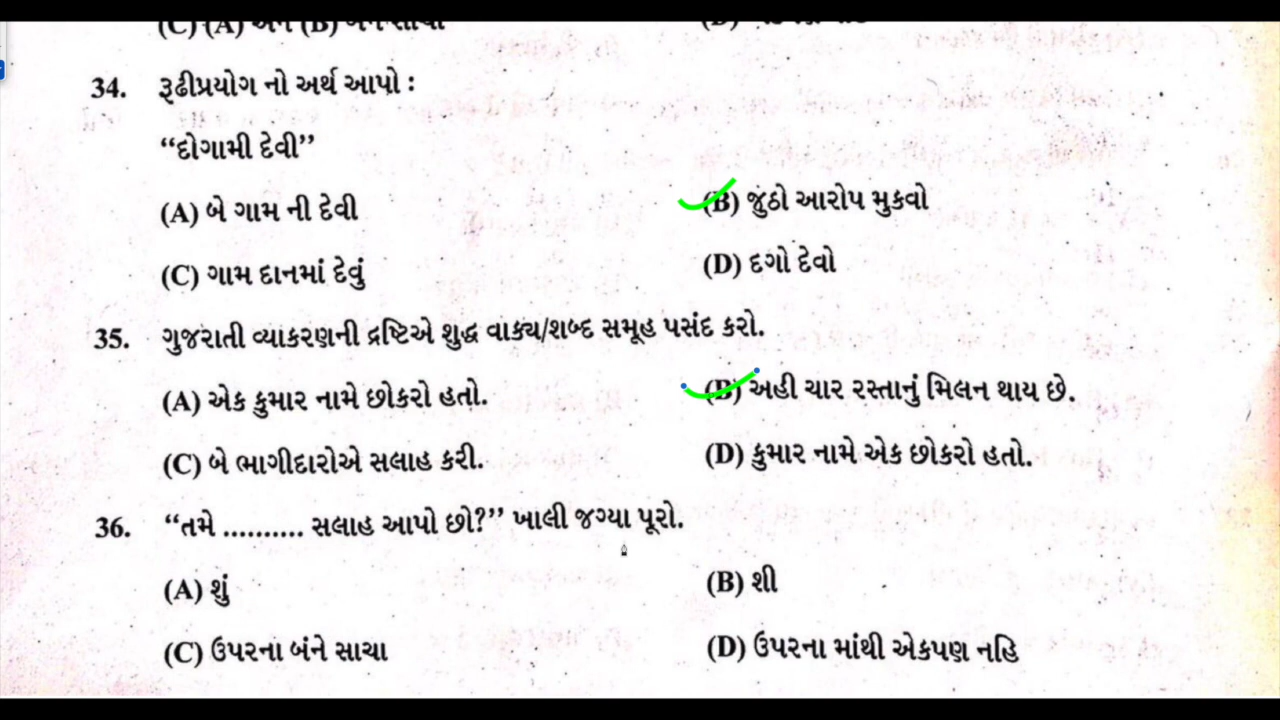 (C) (A) અને (B) બંને સાચા
34. રૂઢીપ્રયોગ નો અર્થ આપો :
“દોગામી દેવી”
(A) બે ગામ ની દેવી
(B) જુંઠો આરોપ મુકવો
(C) ગામ દાનમાં દેવું
(D) દગો દેવો
35. ગુજરાતી વ્યાકરણની દ્રષ્ટિએ શુદ્ધ વાક્ય/શબ્દ સમૂહ પસંદ કરો.
(A) એક કુમાર નામે છોકરો હતો.
(B) અહી ચાર રસ્તાનું મિલન થાય છે.
(C) બે ભાગીદારોએ સલાહ કરી.
(D) કુમાર નામે એક છોકરો હતો.
36. “તમે .......... સલાહ આપો છો?” ખાલી જગ્યા પૂરો.
(A) શું
(B) શી
(C) ઉપરના બંને સાચા
(D) ઉપરના માંથી એકપણ નહિ